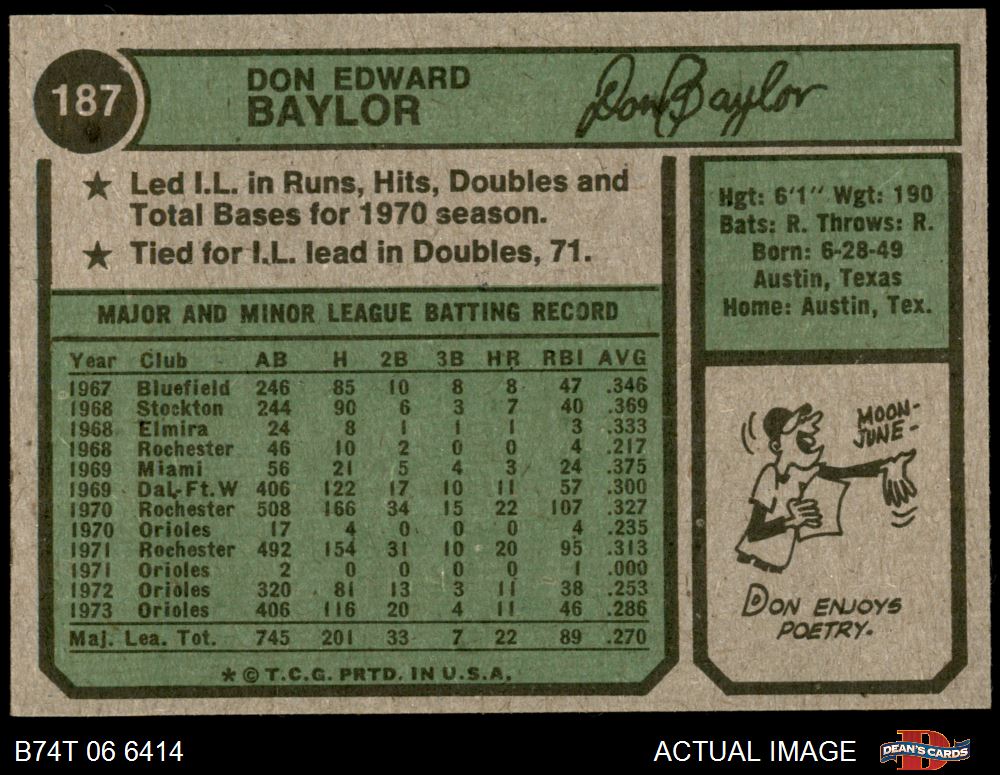 187
DON EDWARD
BAYLOR
Don Baylor
★ Led I.L. in Runs, Hits, Doubles and
Total Bases for 1970 season.
★ Tied for I.L. lead in Doubles, 71.
MAJOR AND MINOR LEAGUE BATTING RECORD
Year Club AB H 2B 3B HR RBI AVG
1967 Bluefield 246 85 10 8 8 47 .346
1968 Stockton 244 90 6 3 7 40 .369
1968 Elmira 24 8 1 1 1 3 .333
1968 Rochester 46 10 2 0 0 4 .217
1969 Miami 56 21 5 4 3 24 .375
1969 Dal.-Ft.W 406 122 17 10 11 57 .300
1970 Rochester 508 166 34 15 22 107 .327
1970 Orioles 17 4 0 0 0 4 .235
1971 Rochester 492 154 31 10 20 95 .313
1971 Orioles 2 0 0 0 0 1 .000
1972 Orioles 320 81 13 3 11 38 .253
1973 Orioles 406 116 20 4 11 46 .286
Maj. Lea. Tot. 745 201 33 7 22 89 .270
★ © T.C.G. PRTD. IN U.S.A.
Hgt: 6'1" Wgt: 190
Bats: R. Throws: R.
Born: 6-28-49
Austin, Texas
Home: Austin, Tex.
MOON-
JUNE-
DON ENJOYS
POETRY.
B74T 06 6414
ACTUAL IMAGE
DEAN'S CARDS